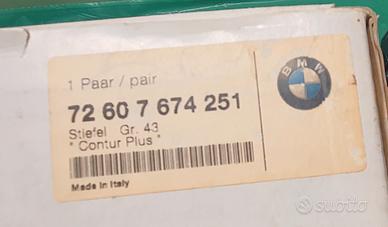 1 Paar / pair
72 60 7 674 251
Stiefel Gr. 43
" Contur Plus "
Made in Italy
BMW
subito